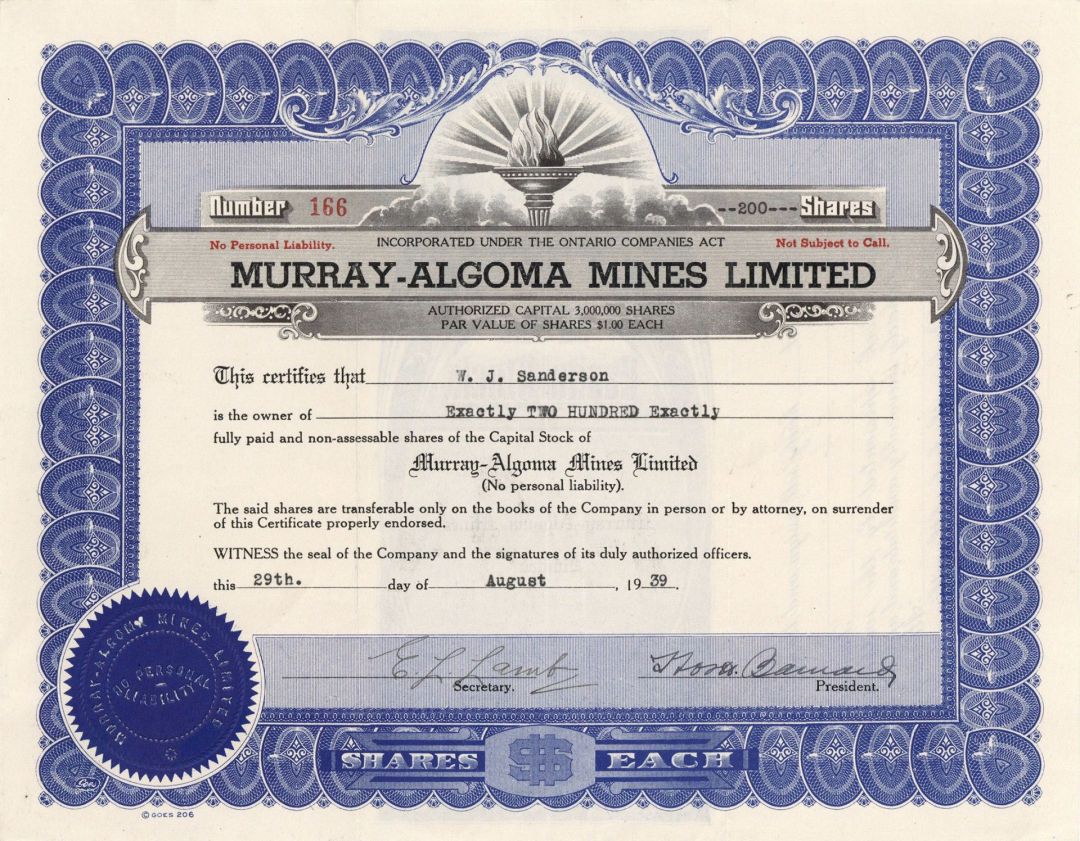 Number 166 --200--- Shares
No Personal Liability. INCORPORATED UNDER THE ONTARIO COMPANIES ACT Not Subject to Call.
MURRAY-ALGOMA MINES LIMITED
AUTHORIZED CAPITAL 3,000,000 SHARES
PAR VALUE OF SHARES $1.00 EACH
This certifies that W. J. Sanderson
is the owner of Exactly TWO HUNDRED Exactly
fully paid and non-assessable shares of the Capital Stock of
Murray-Algoma Mines Limited
(No personal liability).
The said shares are transferable only on the books of the Company in person or by attorney, on surrender
of this Certificate properly endorsed.
WITNESS the seal of the Company and the signatures of its duly authorized officers.
this 29th. day of August, 1939.
MURRAY-ALGOMA MINES LIMITED
NO PERSONAL
LIABILITY
E. L. Lamb Barnard
Secretary. President.
SHARES $1 EACH
© GOES 206